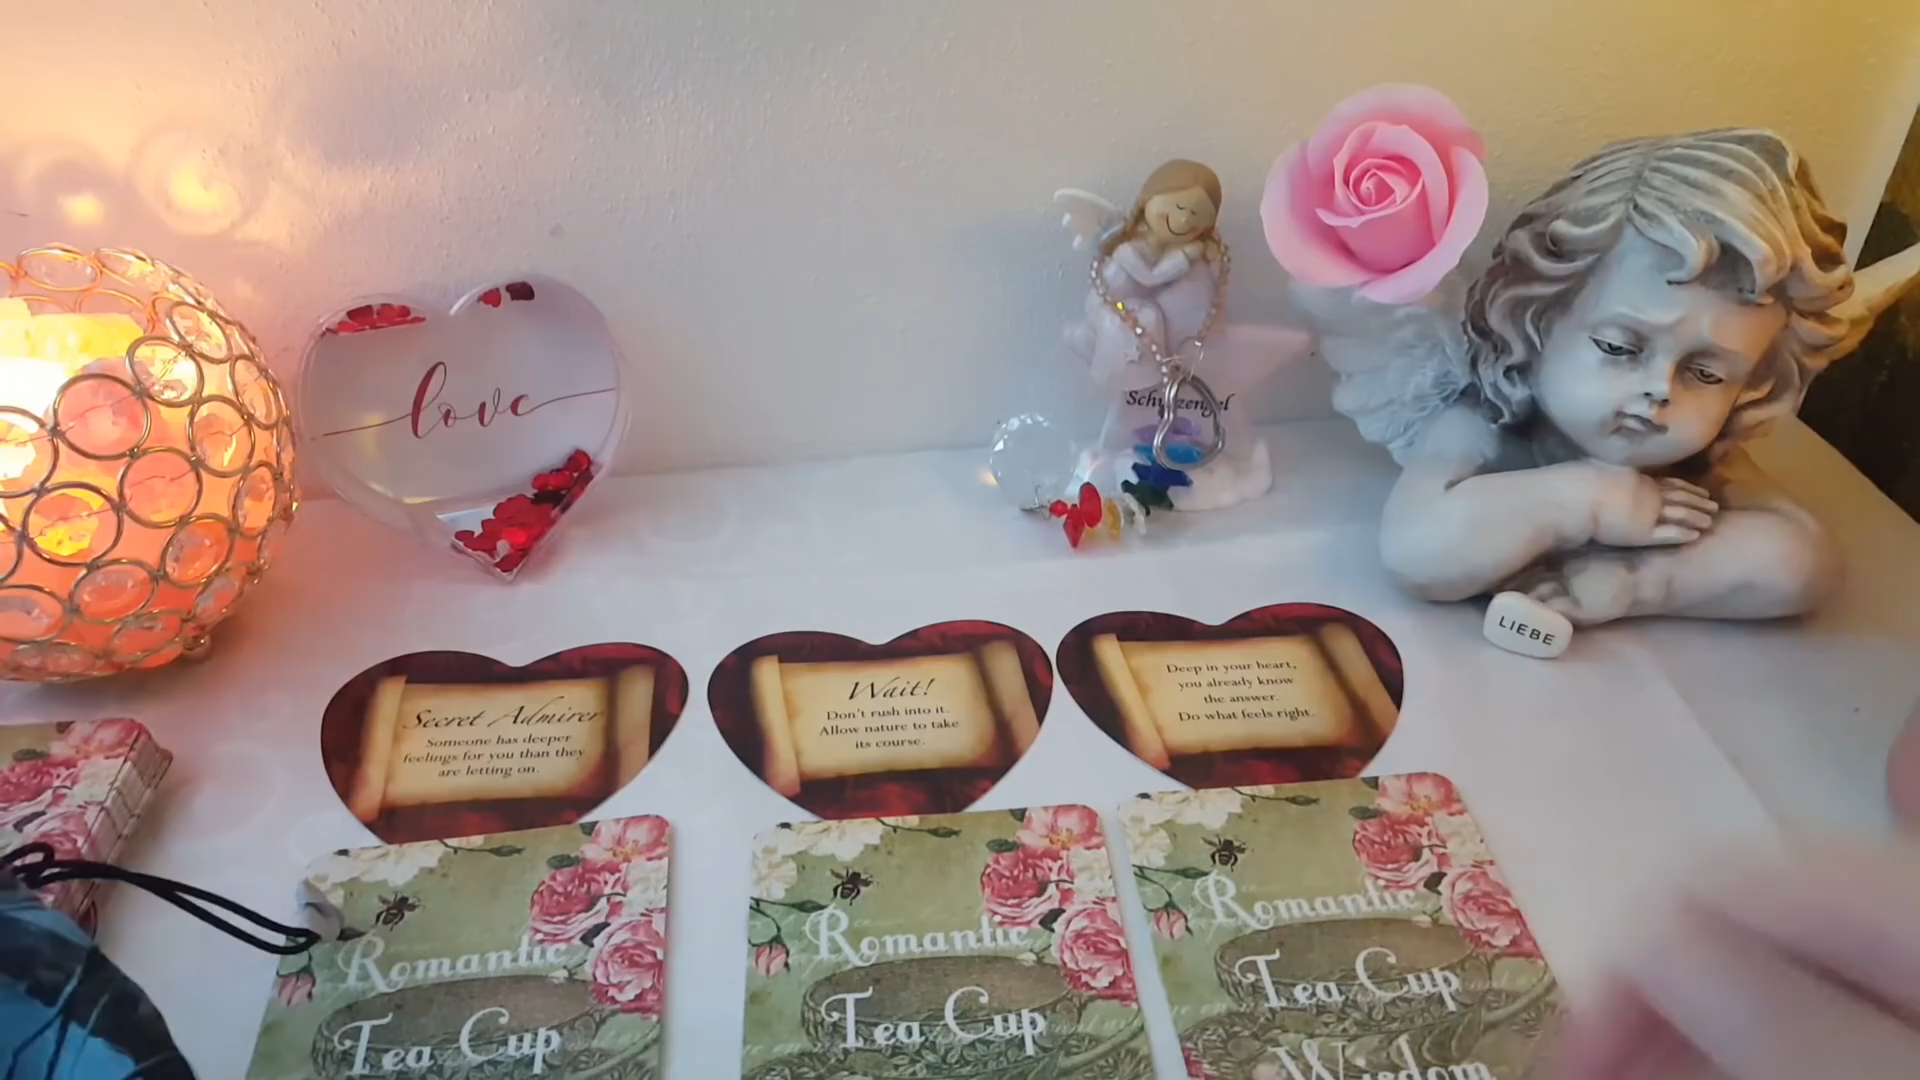 love
Schutzengel
LIEBE
Secret Admirer
Someone has deeper
feelings for you than they
are letting on.
Wait!
Don't rush into it.
Allow nature to take
its course.
Deep in your heart,
you already know
the answer.
Do what feels right.
Romantic
Tea Cup
Romantic
Tea Cup
Romantic
Tea Cup
Wisdom